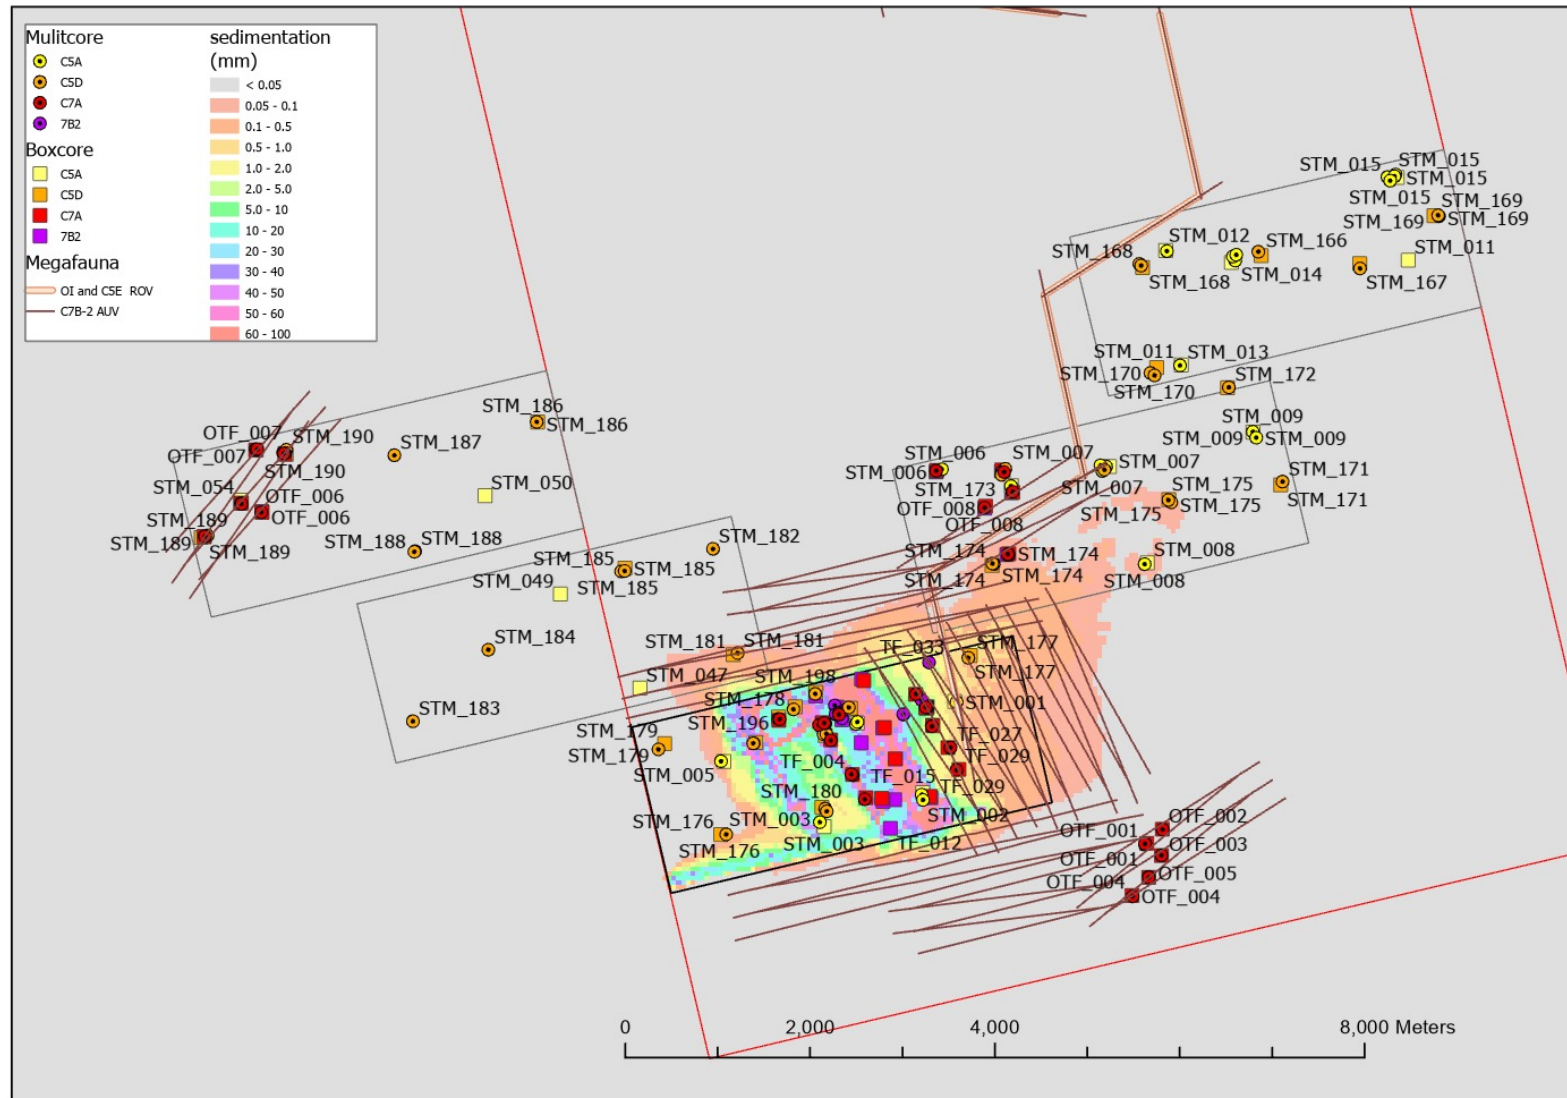 Mulitcore
C5A
C5D
C7A
7B2
Boxcore
C5A
C5D
C7A
7B2
Megafauna
OI and C5E ROV
C7B-2 AUV
sedimentation
(mm)
< 0.05
0.05 - 0.1
0.1 - 0.5
0.5 - 1.0
1.0 - 2.0
2.0 - 5.0
5.0 - 10
10 - 20
20 - 30
30 - 40
40 - 50
50 - 60
60 - 100
STM_015
STM_015
STM_015
STM_015
STM_169
STM_169
STM_169
STM_012
STM_166
STM_011
STM_168
STM_168
STM_014
STM_167
STM_011
STM_013
STM_170
STM_170
STM_172
STM_009
STM_009
STM_009
STM_006
STM_006
STM_007
STM_007
STM_007
STM_173
STM_171
STM_171
STM_175
STM_175
STM_175
OTF_008
OTF_008
STM_174
STM_174
STM_174
STM_174
STM_008
STM_008
STM_186
STM_186
OTF_007
OTF_007
STM_190
STM_190
STM_187
STM_054
OTF_006
OTF_006
STM_050
STM_189
STM_189
STM_189
STM_188
STM_188
STM_182
STM_185
STM_185
STM_185
STM_049
STM_184
STM_183
STM_181
STM_181
STM_047
TF_033
STM_177
STM_177
STM_198
STM_178
STM_001
STM_196
STM_179
STM_179
STM_005
TF_027
TF_004
TF_015
TF_029
TF_029
STM_180
STM_003
STM_003
STM_002
STM_176
STM_176
TF_012
OTF_002
OTF_001
OTF_003
OTF_001
OTF_005
OTF_004
OTF_004
0
2,000
4,000
8,000 Meters